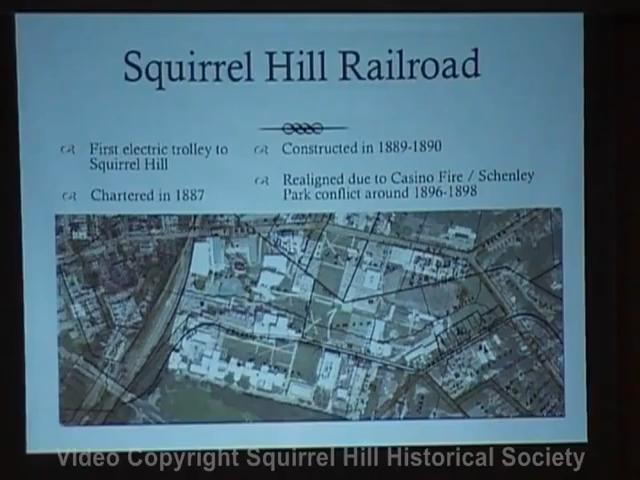 Squirrel Hill Railroad
First electric trolley to
Squirrel Hill
Chartered in 1887
Constructed in 1889-1890
Realigned due to Casino Fire / Schenley
Park conflict around 1896-1898
Video Copyright Squirrel Hill Historical Society